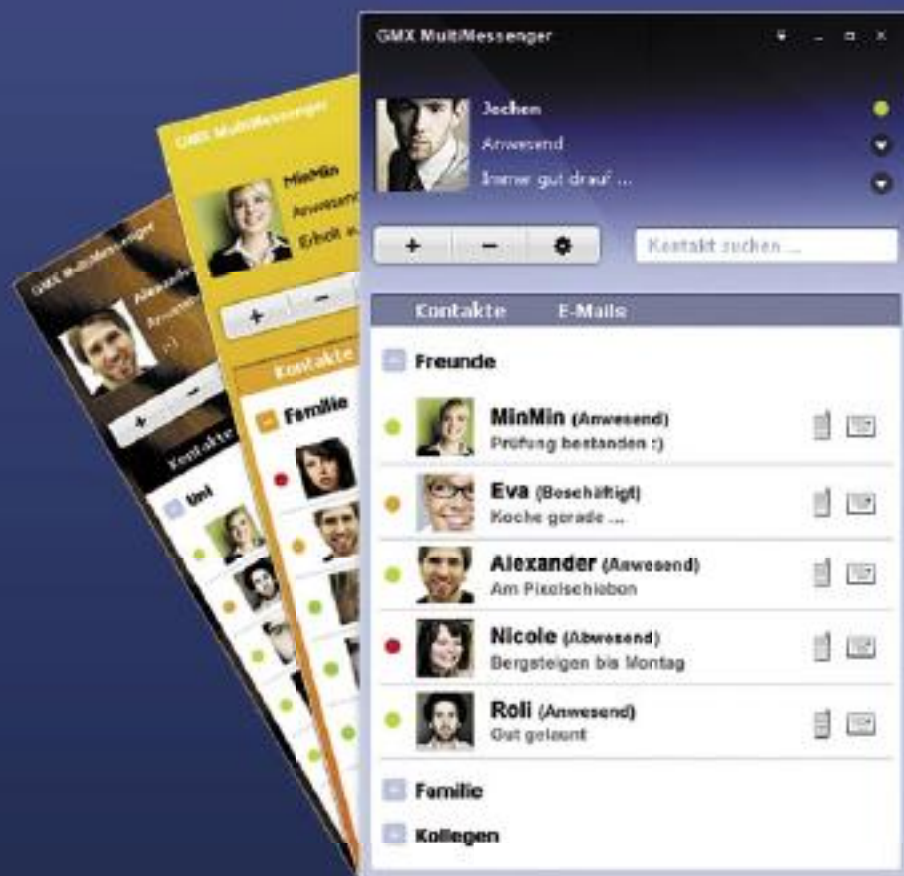 GMX MultiMessenger
Jochen
Anwesend
Immer gut drauf ...
+ −
Kontakt suchen ...
Kontakte E-Mails
Freunde
MinMin (Anwesend)
Prüfung bestanden :)
Eva (Beschäftigt)
Koche gerade ...
Alexander (Anwesend)
Am Pixelschieben
Nicole (Abwesend)
Bergsteigen bis Montag
Roli (Anwesend)
Gut gelaunt
Familie
Kollegen
GMX MultiMessenger
MinMin
Anwesend
Erholt
+ −
Kontakte
Familie
GMX MultiMessenger
;-)
+ −
Kontakte
Uni